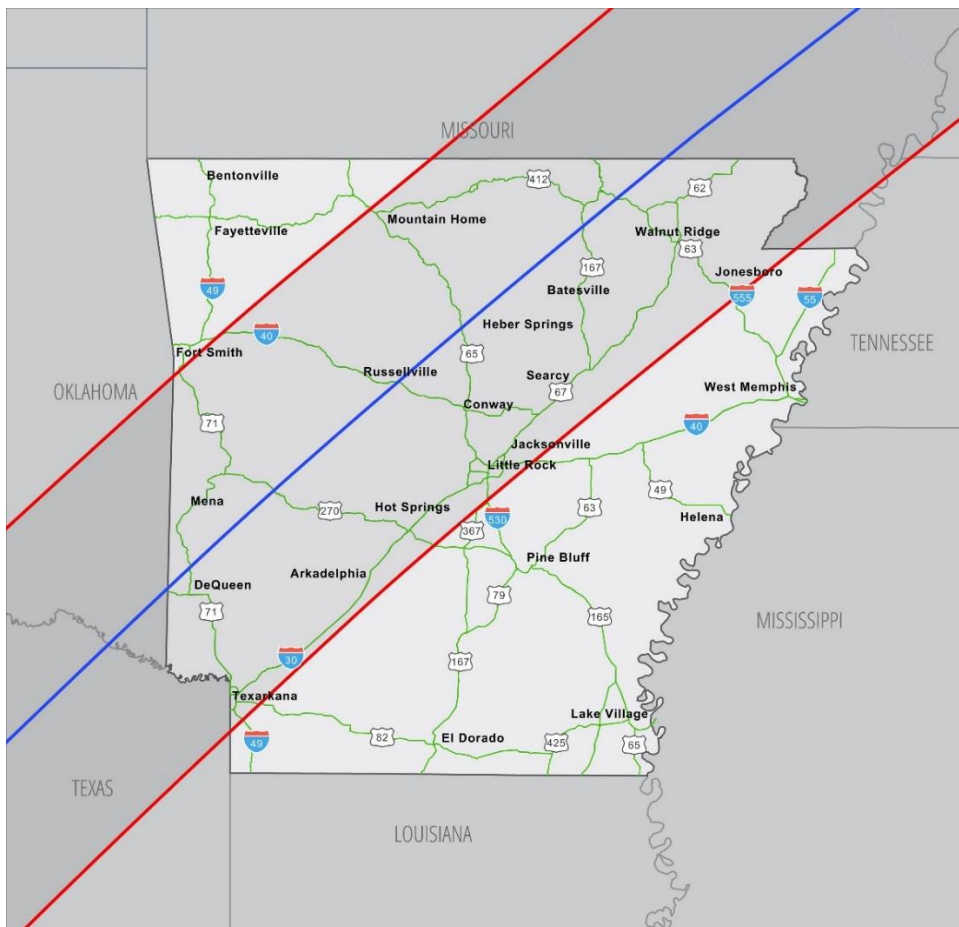 MISSOURI
Bentonville
412
62
Mountain Home
Fayetteville
Walnut Ridge
63
167
Jonesboro
49
Batesville
555
55
40
Heber Springs
TENNESSEE
Fort Smith
65
Russellville
Searcy
OKLAHOMA
67
West Memphis
Conway
71
40
Jacksonville
Little Rock
49
Mena
270
Hot Springs
63
530
Helena
367
Pine Bluff
Arkadelphia
DeQueen
79
71
165
MISSISSIPPI
30
167
Texarkana
Lake Village
82
El Dorado
49
425
65
TEXAS
LOUISIANA